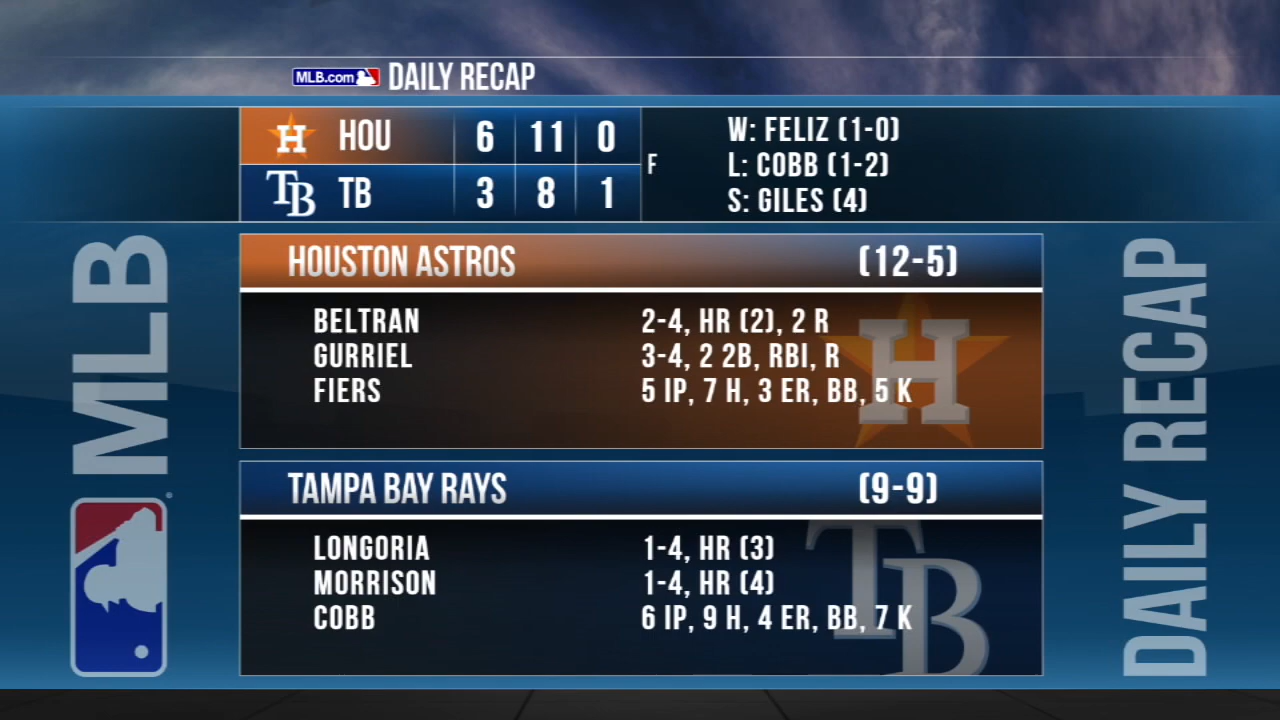 MLB.com DAILY RECAP
HOU 6 11 0
TB TB 3 8 1
F
W: FELIZ (1-0)
L: COBB (1-2)
S: GILES (4)
H
HOUSTON ASTROS (12-5)
BELTRAN 2-4, HR (2), 2 R
GURRIEL 3-4, 2 2B, RBI, R
FIERS 5 IP, 7 H, 3 ER, BB, 5 K
H
TAMPA BAY RAYS (9-9)
LONGORIA 1-4, HR (3)
MORRISON 1-4, HR (4)
COBB 6 IP, 9 H, 4 ER, BB, 7 K
TB
MLB
DAILY RECAP